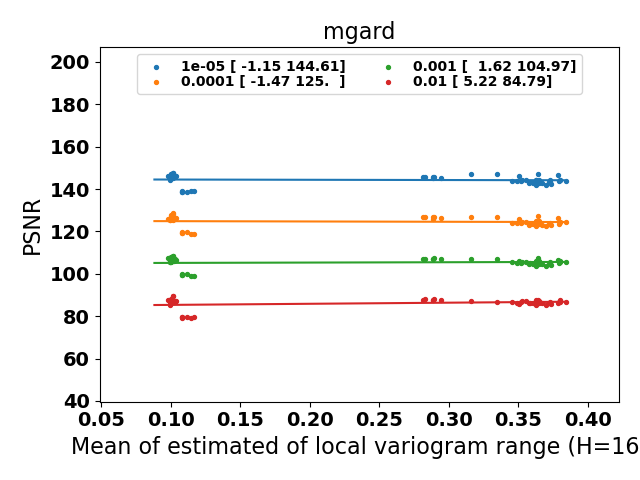 mgard
1e-05 [ -1.15 144.61]
0.0001 [ -1.47 125. ]
0.001 [ 1.62 104.97]
0.01 [ 5.22 84.79]
PSNR
200
180
160
140
120
100
80
60
40
0.05 0.10 0.15 0.20 0.25 0.30 0.35 0.40
Mean of estimated of local variogram range (H=16